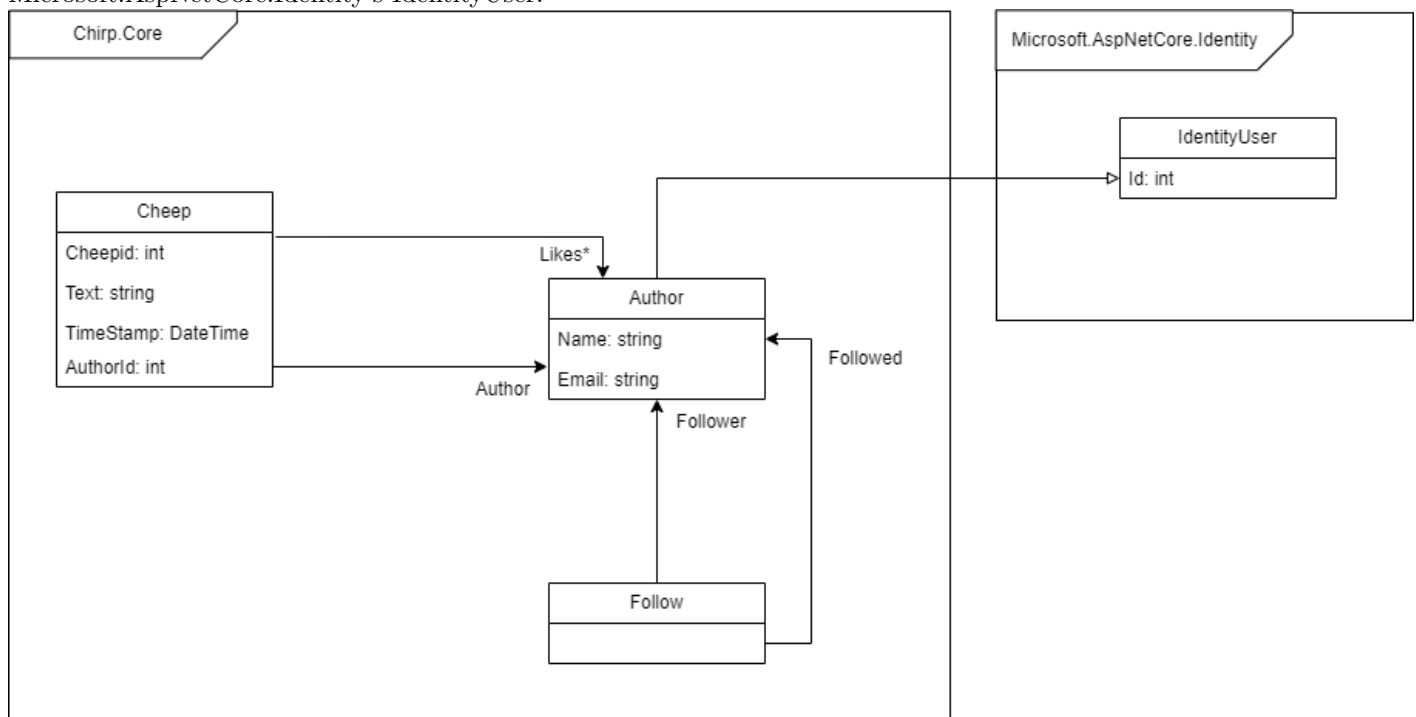 Microsoft.AspNetCore.Identity's IdentityUser.
Chirp.Core
Microsoft.AspNetCore.Identity
IdentityUser
Id: int
Cheep
Cheepid: int
Text: string
TimeStamp: DateTime
AuthorId: int
Likes*
Author
Author
Name: string
Email: string
Followed
Follower
Follow